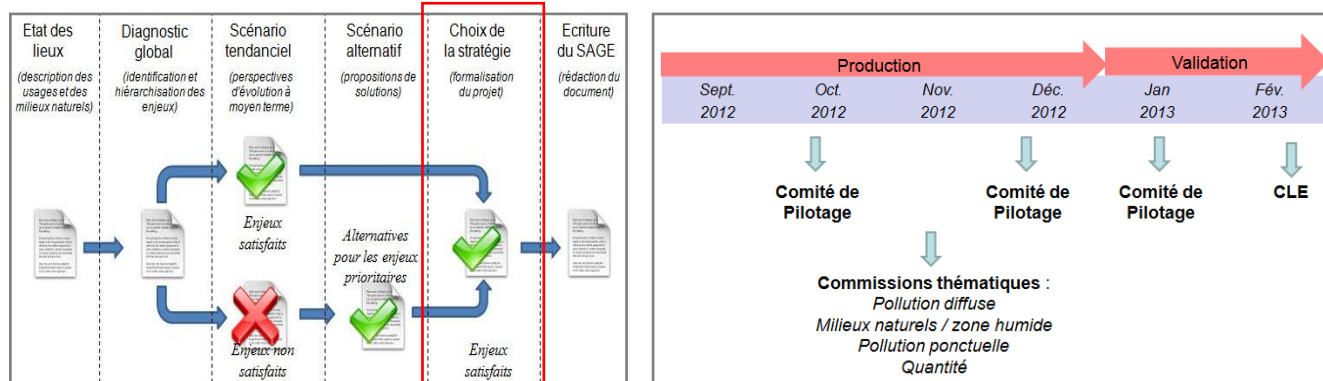 Etat des
lieux
(description des
usages et des
milieux naturels)
Diagnostic
global
(identification et
hiérarchisation des
enjeux)
Scénario
tendanciel
(perspectives
d'évolution à
moyen terme)
Scénario
alternatif
(propositions de
solutions)
Choix de
la stratégie
(formalisation
du projet)
Ecriture
du SAGE
(rédaction du
document)
Enjeux
satisfaits
Alternatives
pour les enjeux
prioritaires
Enjeux non
satisfaits
Enjeux
satisfaits
Production
Validation
Sept.
2012
Oct.
2012
Nov.
2012
Déc.
2012
Jan
2013
Fév.
2013
Comité de
Pilotage
Comité de
Pilotage
Comité de
Pilotage
CLE
Commissions thématiques :
Pollution diffuse
Milieux naturels / zone humide
Pollution ponctuelle
Quantité